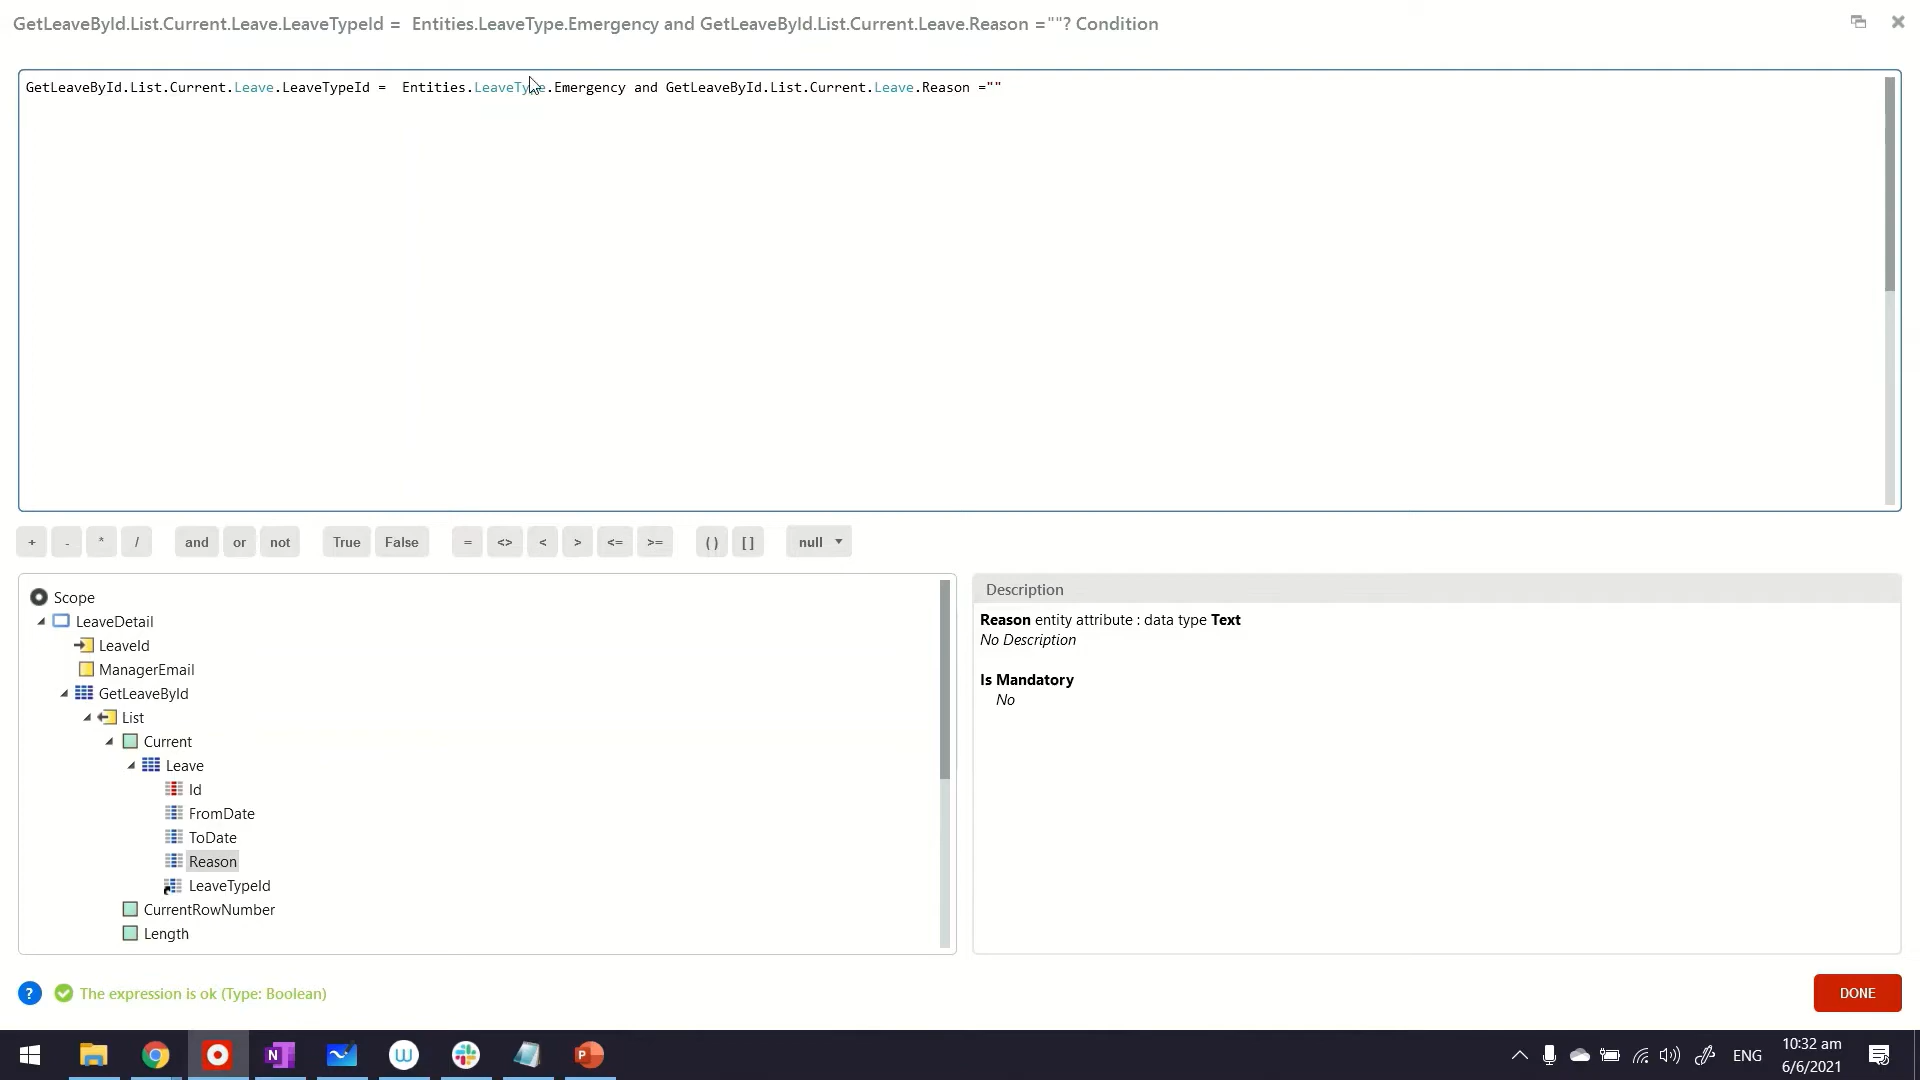 GetLeaveById.List.Current.Leave.LeaveTypeId =  Entities.LeaveType.Emergency and GetLeaveById.List.Current.Leave.Reason =""? Condition
GetLeaveById.List.Current.Leave.LeaveTypeId =  Entities.LeaveType.Emergency and GetLeaveById.List.Current.Leave.Reason =""
+ - * / and or not True False = <> < > <= >= ( ) [ ] null
Scope
LeaveDetail
LeaveId
ManagerEmail
GetLeaveById
List
Current
Leave
Id
FromDate
ToDate
Reason
LeaveTypeId
CurrentRowNumber
Length
Description
Reason entity attribute : data type Text
No Description
Is Mandatory
No
? The expression is ok (Type: Boolean)
DONE
N W P ENG
10:32 am
6/6/2021